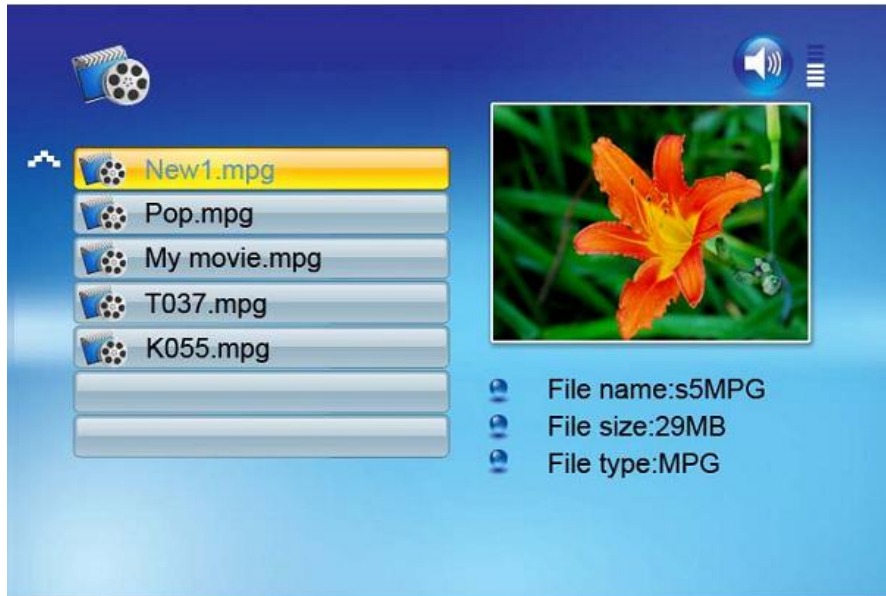 New1.mpg
Pop.mpg
My movie.mpg
T037.mpg
K055.mpg
File name:s5MPG
File size:29MB
File type:MPG